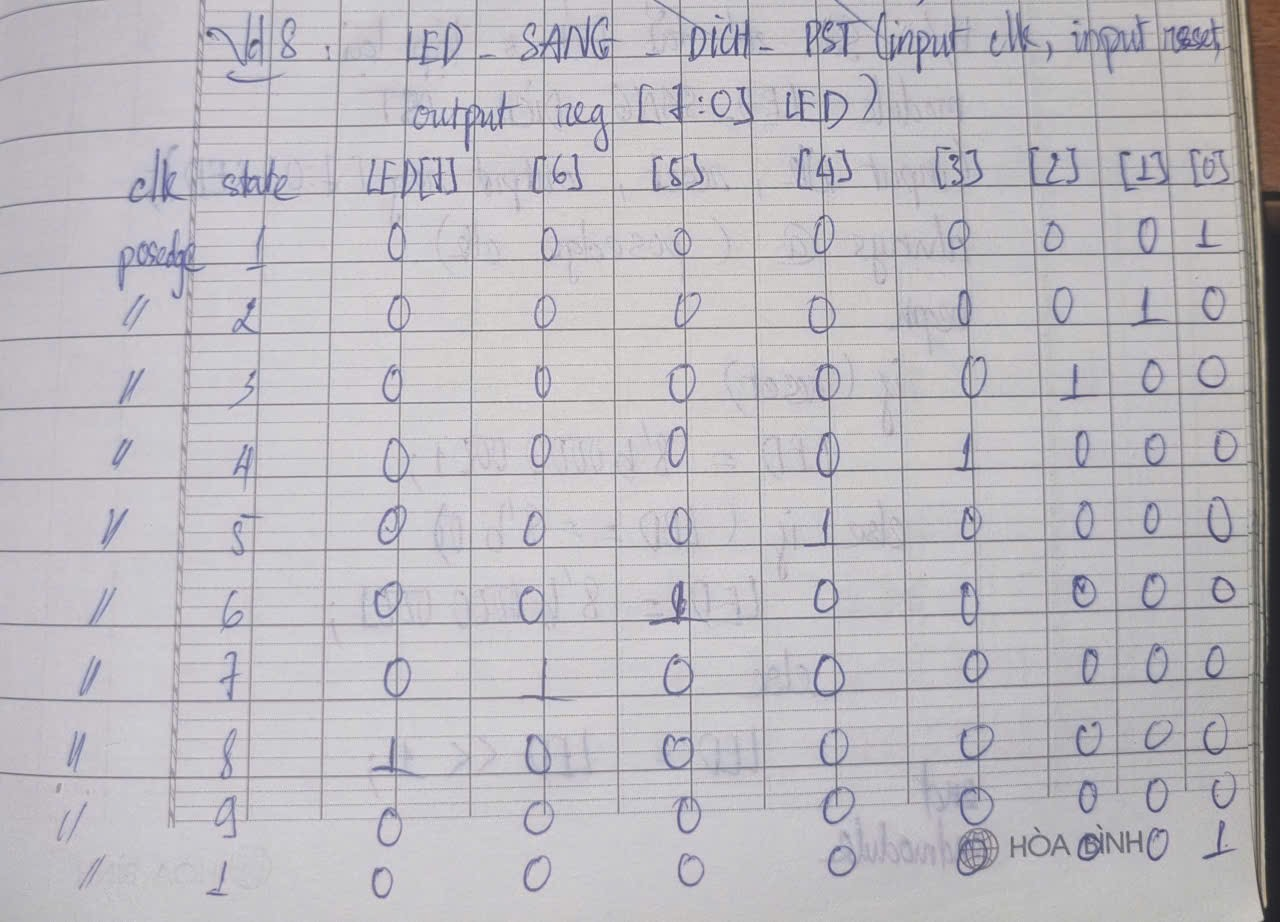 Vd 8 : LED _ SANG _ DICH _ PST (input clk, input reset,
output reg [7:0] LED)
clk state LED[7] [6] [5] [4] [3] [2] [1] [0]
posedge 1 0 0 0 0 0 0 0 1
〃 2 0 0 0 0 0 0 1 0
〃 3 0 0 0 0 0 1 0 0
〃 4 0 0 0 0 1 0 0 0
〃 5 0 0 0 1 0 0 0 0
〃 6 0 0 1 0 0 0 0 0
〃 7 0 1 0 0 0 0 0 0
〃 8 1 0 0 0 0 0 0 0
〃 9 0 0 0 0 0 0 0 0
〃 1 0 0 0 0 0 0 0 1
HÒA BÌNH